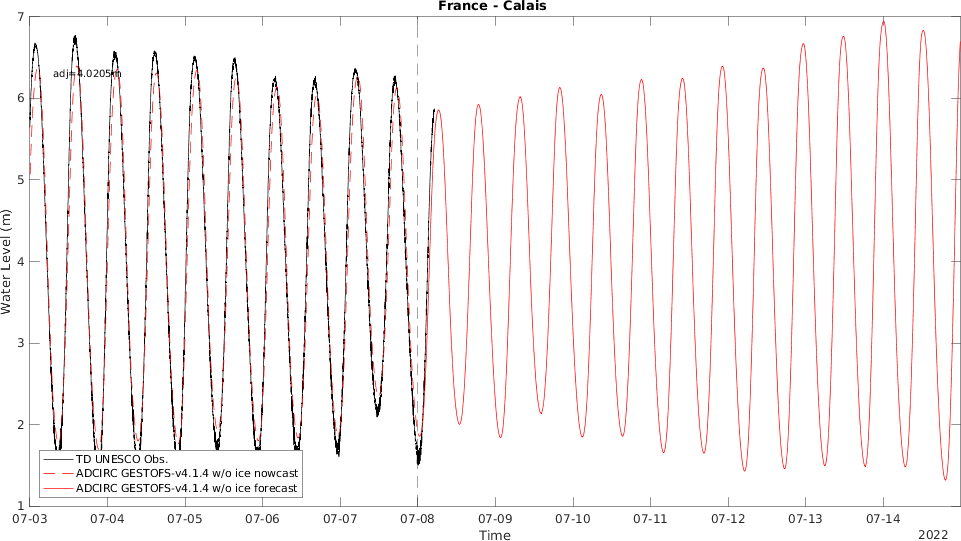 France - Calais
7
adj=4.0205m
6
5
4
3
2
1
Water Level (m)
TD UNESCO Obs.
ADCIRC GESTOFS-v4.1.4 w/o ice nowcast
ADCIRC GESTOFS-v4.1.4 w/o ice forecast
07-03 07-04 07-05 07-06 07-07 07-08 07-09 07-10 07-11 07-12 07-13 07-14
Time
2022